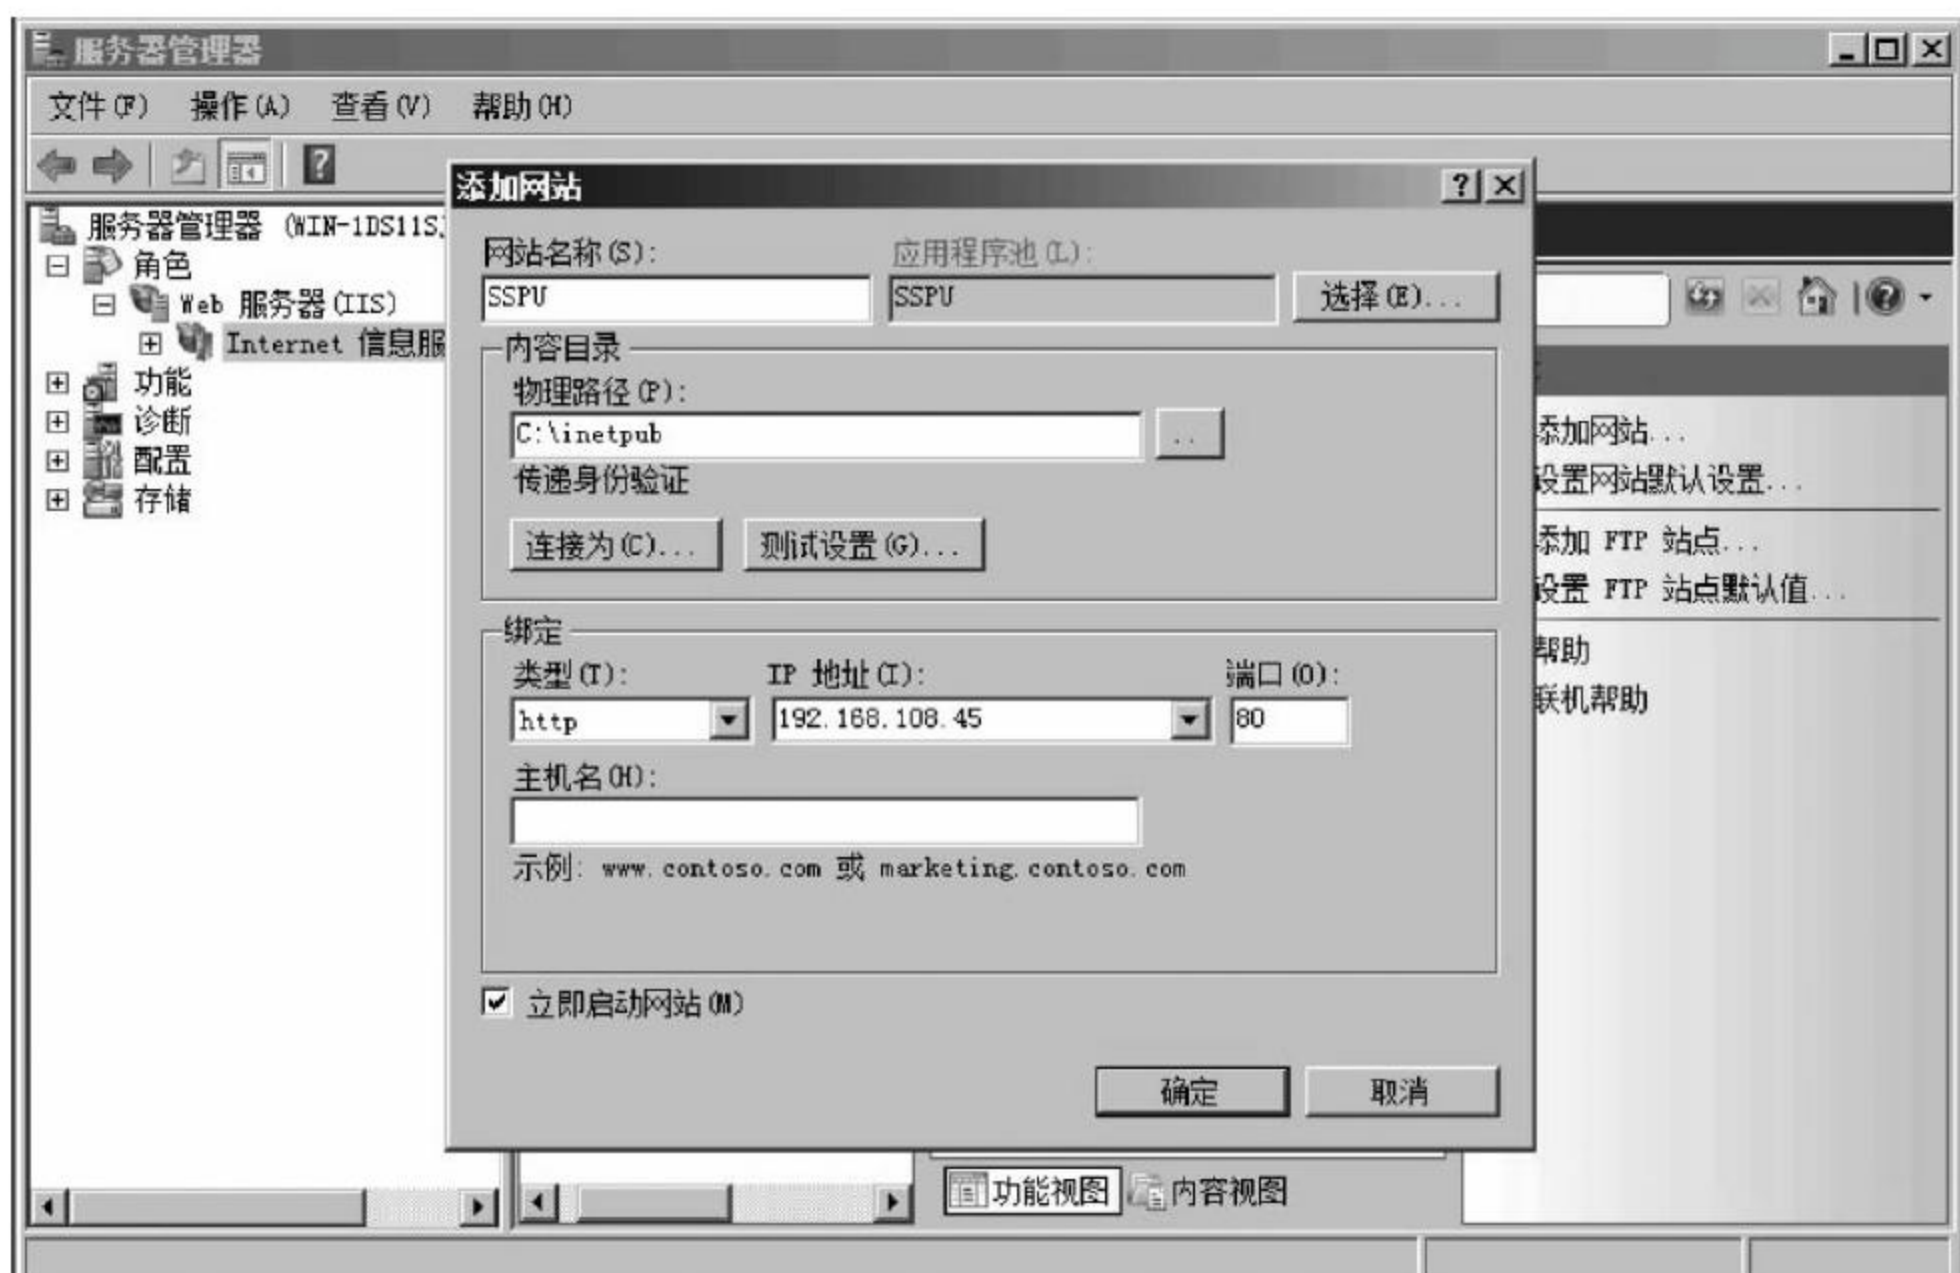 服务器管理器
文件(F) 操作(A) 查看(V) 帮助(H)
服务器管理器 (WIN-1DS11S
角色
Web 服务器(IIS)
Internet 信息服
功能
诊断
配置
存储
添加网站
网站名称(S):
应用程序池(L):
SSPU
SSPU
选择(E)...
内容目录
物理路径(P):
C:\inetpub
..
传递身份验证
连接为(C)...
测试设置(G)...
绑定
类型(T):
IP 地址(I):
端口(O):
http
192.168.108.45
80
主机名(H):
示例: www.contoso.com 或 marketing.contoso.com
立即启动网站(M)
确定
取消
添加网站...
设置网站默认设置...
添加 FTP 站点...
设置 FTP 站点默认值...
帮助
联机帮助
功能视图
内容视图